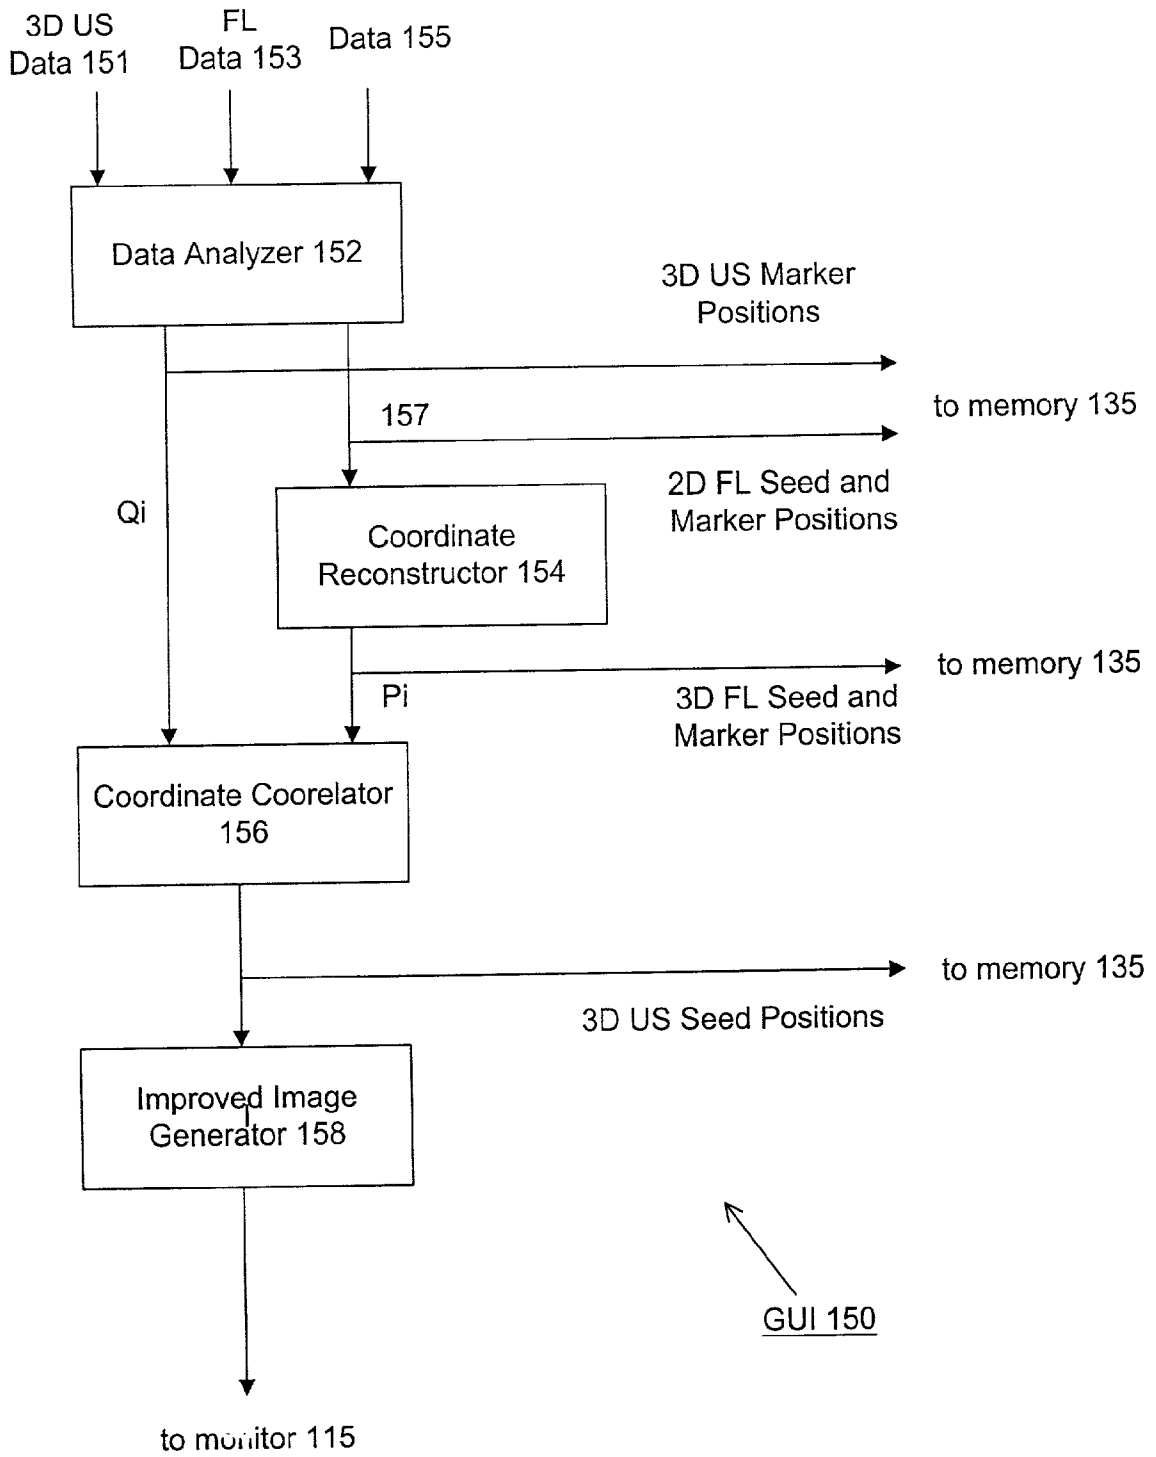 3D US
Data 151
FL
Data 153
Data 155
Data Analyzer 152
3D US Marker
Positions
to memory 135
157
2D FL Seed and
Marker Positions
Qi
Coordinate
Reconstructor 154
to memory 135
Pi
3D FL Seed and
Marker Positions
Coordinate Coorelator
156
to memory 135
3D US Seed Positions
Improved Image
Generator 158
GUI 150
to monitor 115